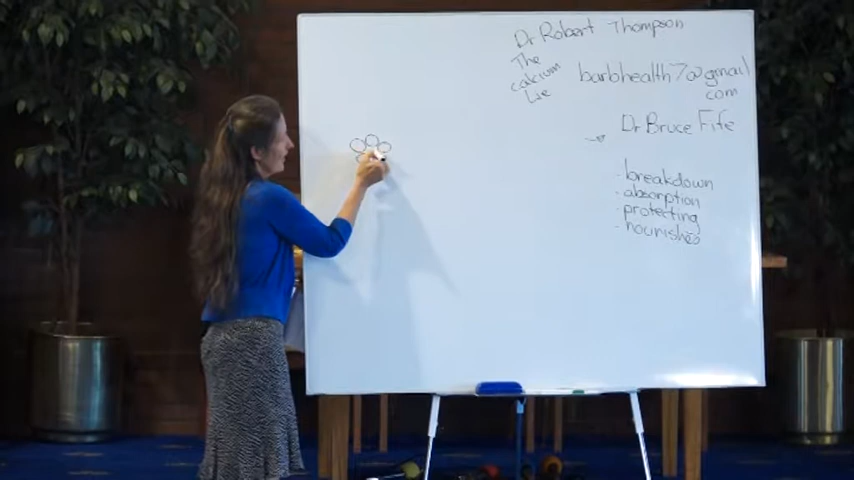 Dr Robert Thompson
The
calcium
Lie
barbhealth7@gmail
com
Dr Bruce Fife
· breakdown
· absorption
· protecting
· nourishes